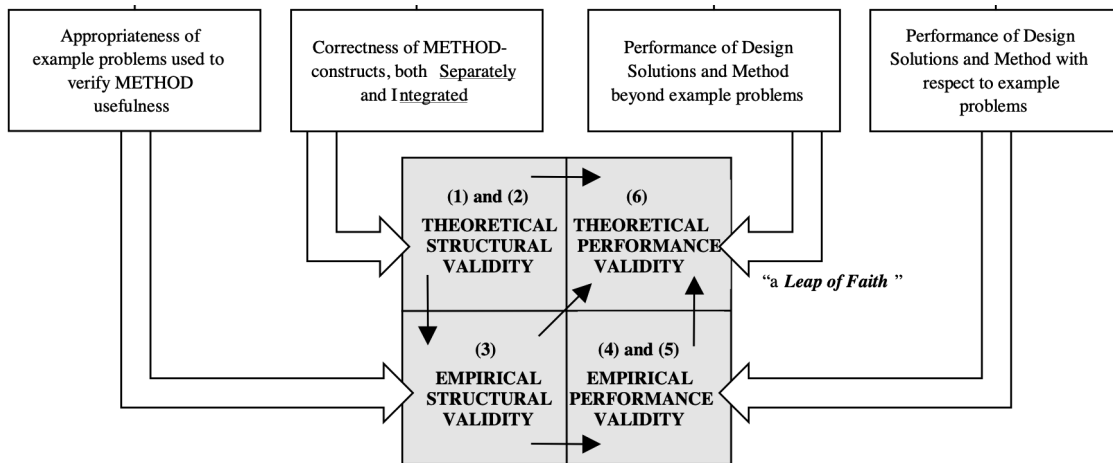 Appropriateness of
example problems used to
verify METHOD
usefulness
Correctness of METHOD-
constructs, both Separately
and Integrated
Performance of Design
Solutions and Method
beyond example problems
Performance of Design
Solutions and Method with
respect to example
problems
(1) and (2)
THEORETICAL
STRUCTURAL
VALIDITY
(6)
THEORETICAL
PERFORMANCE
VALIDITY
“a Leap of Faith ”
(3)
EMPIRICAL
STRUCTURAL
VALIDITY
(4) and (5)
EMPIRICAL
PERFORMANCE
VALIDITY